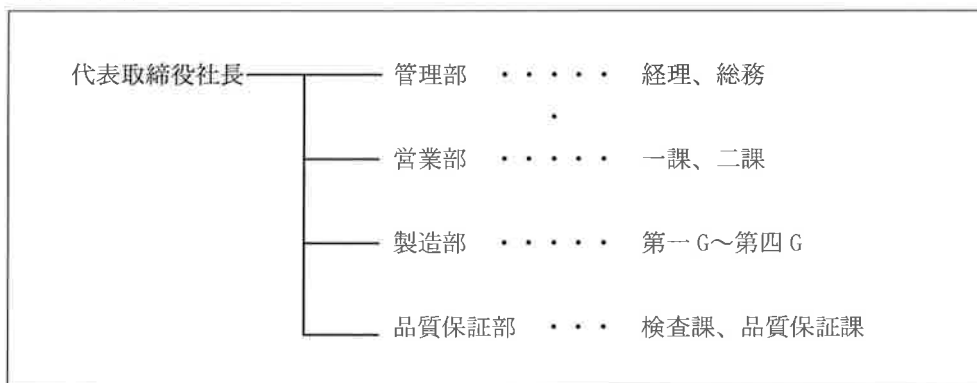 代表取締役社長 管理部 ・・・・・ 経理、総務
・
営業部 ・・・・・ 一課、二課
製造部 ・・・・・ 第一G～第四G
品質保証部 ・・・ 検査課、品質保証課